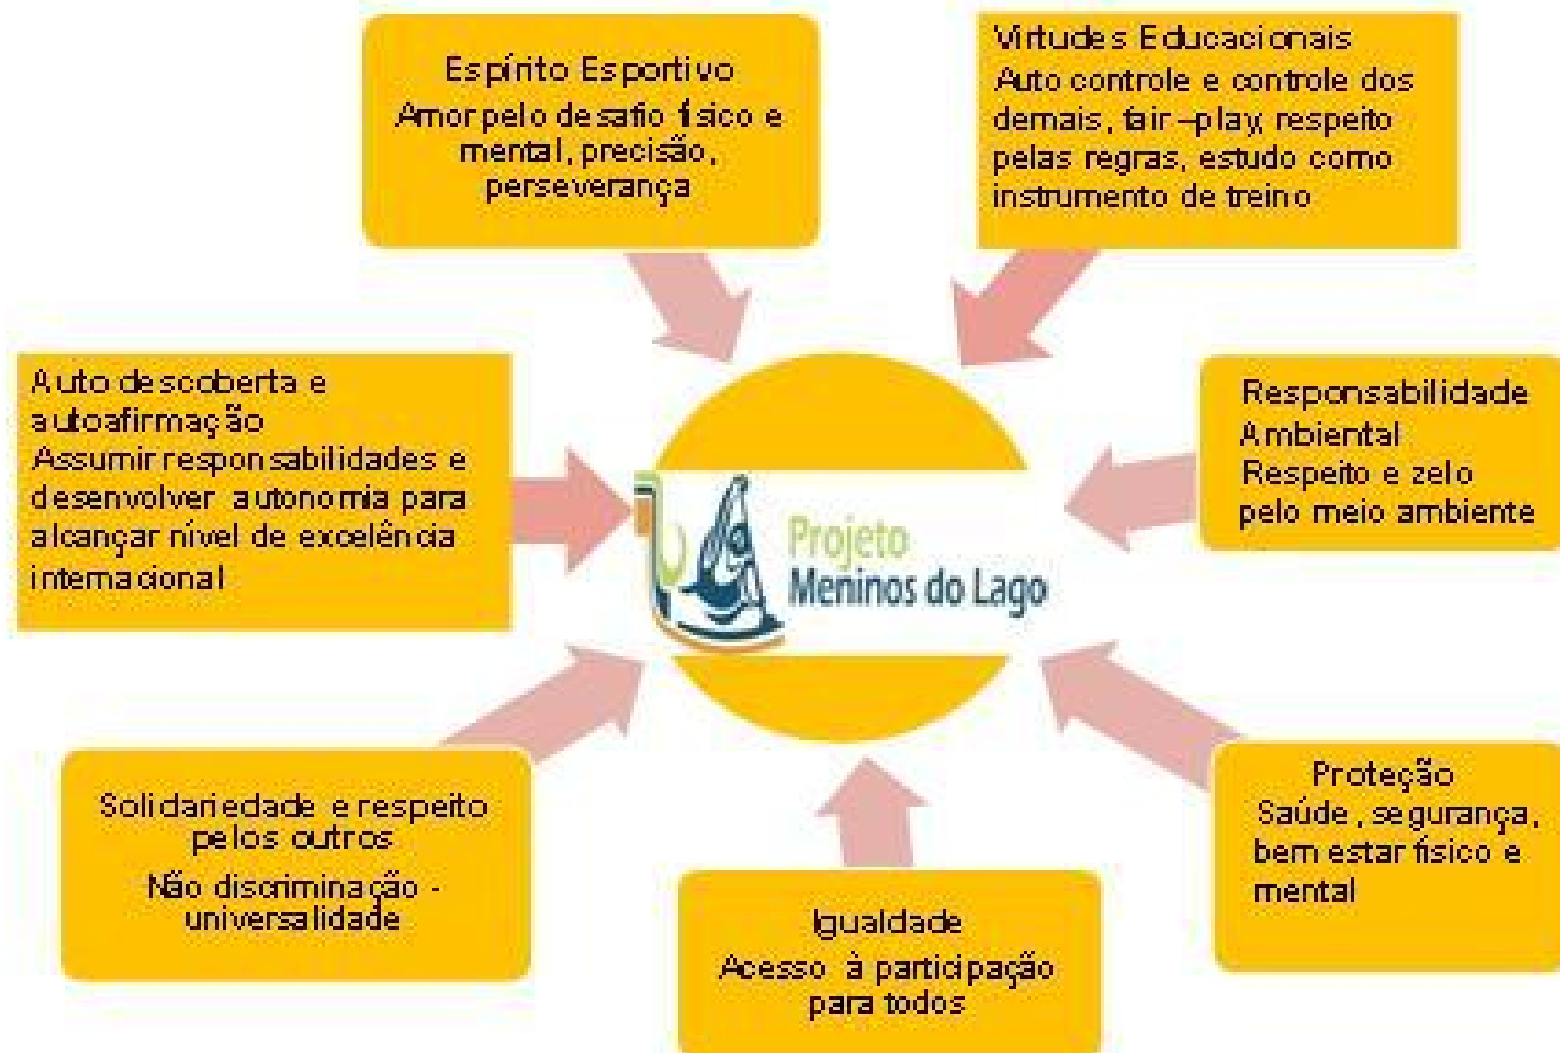 Espírito Esportivo
Amor pelo desafio físico e
mental, precisão,
perseverança
Virtudes Educacionais
Auto controle e controle dos
demais, fair–play, respeito
pelas regras, estudo como
instrumento de treino
Auto descoberta e
autoafirmação
Assumir responsabilidades e
desenvolver autonomia para
alcançar nível de excelência
internacional
Responsabilidade
Ambiental
Respeito e zelo
pelo meio ambiente
Projeto
Meninos do Lago
Solidariedade e respeito
pelos outros
Não discriminação -
universalidade
Igualdade
Acesso à participação
para todos
Proteção
Saúde, segurança,
bem estar físico e
mental